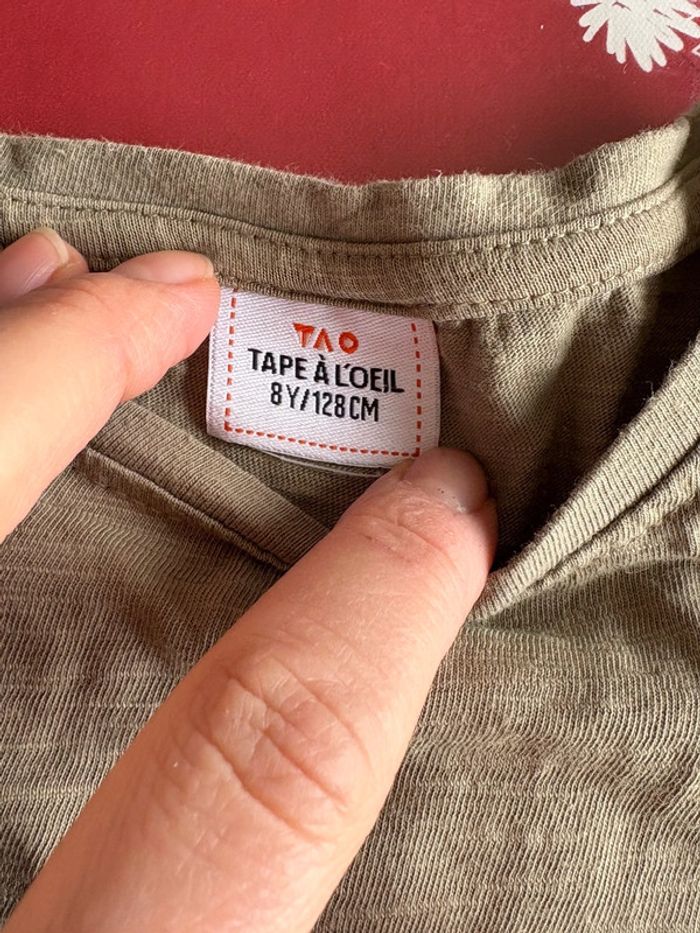 TAO
TAPE À L'OEIL
8Y/128CM